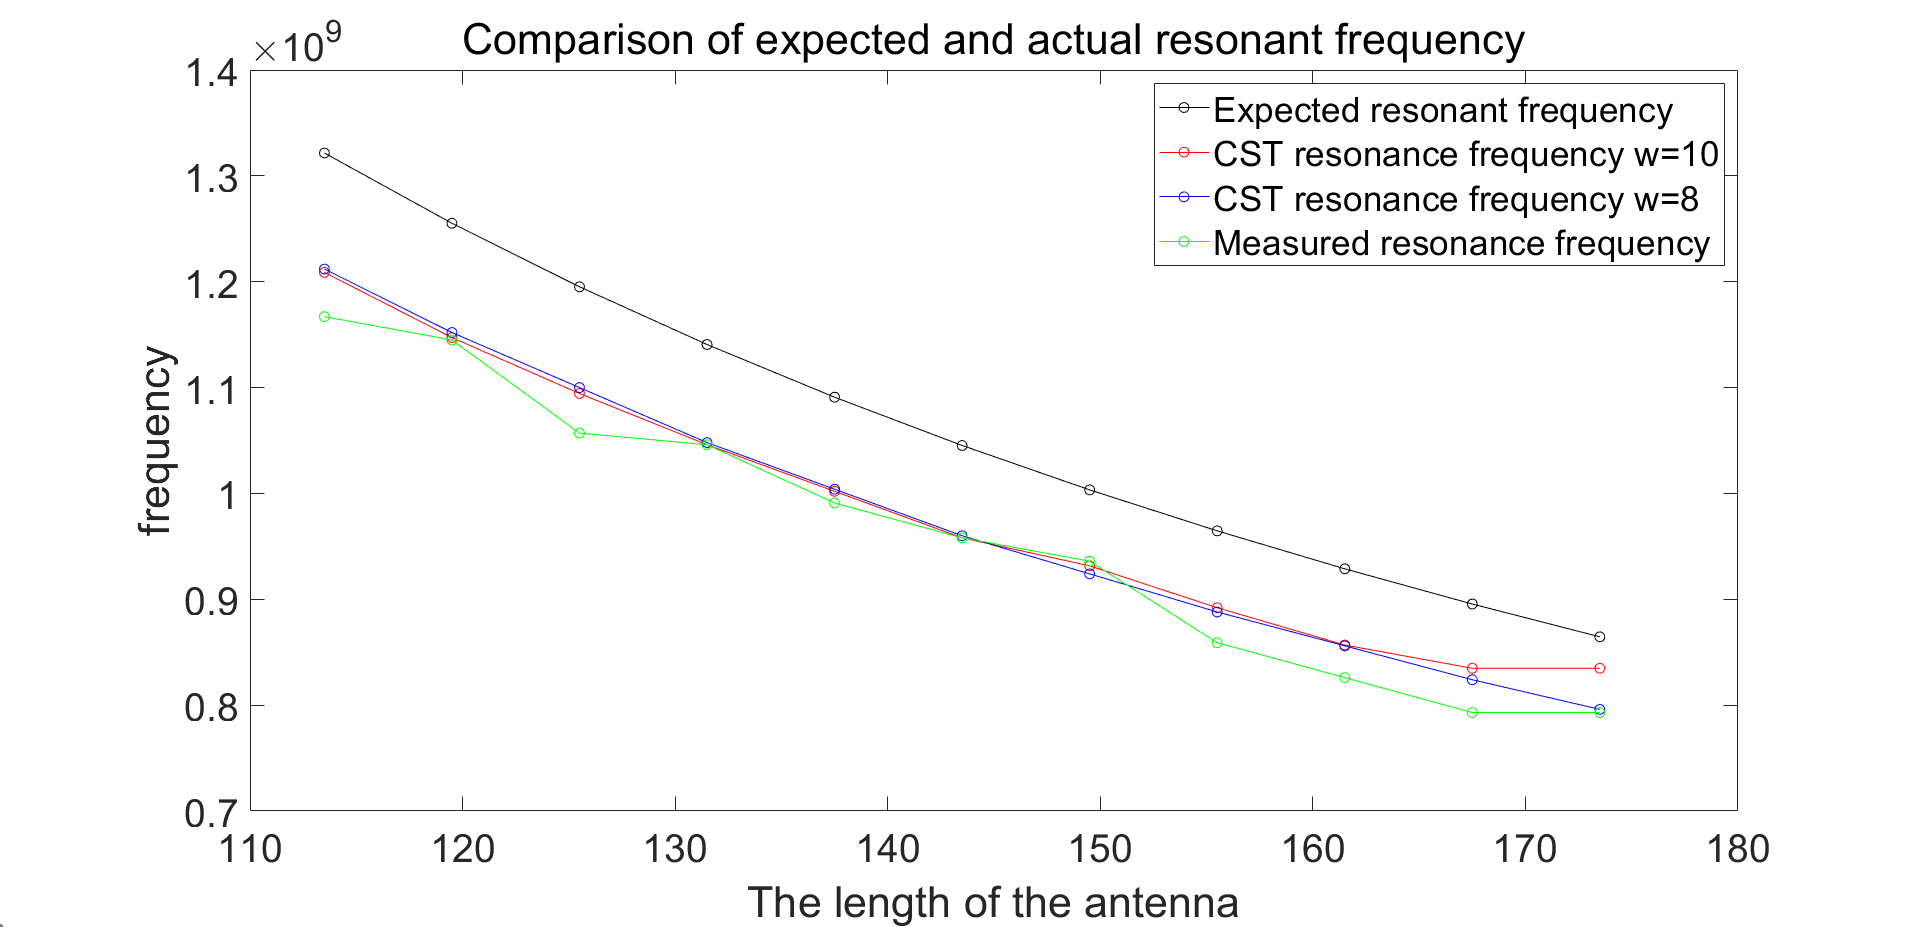 Comparison of expected and actual resonant frequency
×10^9
1.4
1.3
1.2
1.1
1
0.9
0.8
0.7
frequency
Expected resonant frequency
CST resonance frequency w=10
CST resonance frequency w=8
Measured resonance frequency
110 120 130 140 150 160 170 180
The length of the antenna